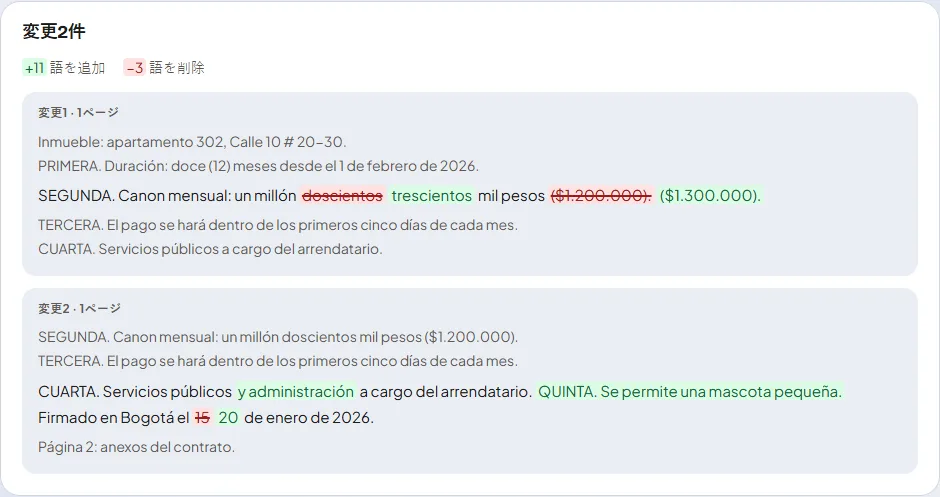 変更2件
+11 語を追加 −3 語を削除
変更1 · 1ページ
Inmueble: apartamento 302, Calle 10 # 20–30.
PRIMERA. Duración: doce (12) meses desde el 1 de febrero de 2026.
SEGUNDA. Canon mensual: un millón doscientos trescientos mil pesos ($1.200.000). ($1.300.000).
TERCERA. El pago se hará dentro de los primeros cinco días de cada mes.
CUARTA. Servicios públicos a cargo del arrendatario.
変更2 · 1ページ
SEGUNDA. Canon mensual: un millón doscientos mil pesos ($1.200.000).
TERCERA. El pago se hará dentro de los primeros cinco días de cada mes.
CUARTA. Servicios públicos y administración a cargo del arrendatario. QUINTA. Se permite una mascota pequeña.
Firmado en Bogotá el 15 20 de enero de 2026.
Página 2: anexos del contrato.